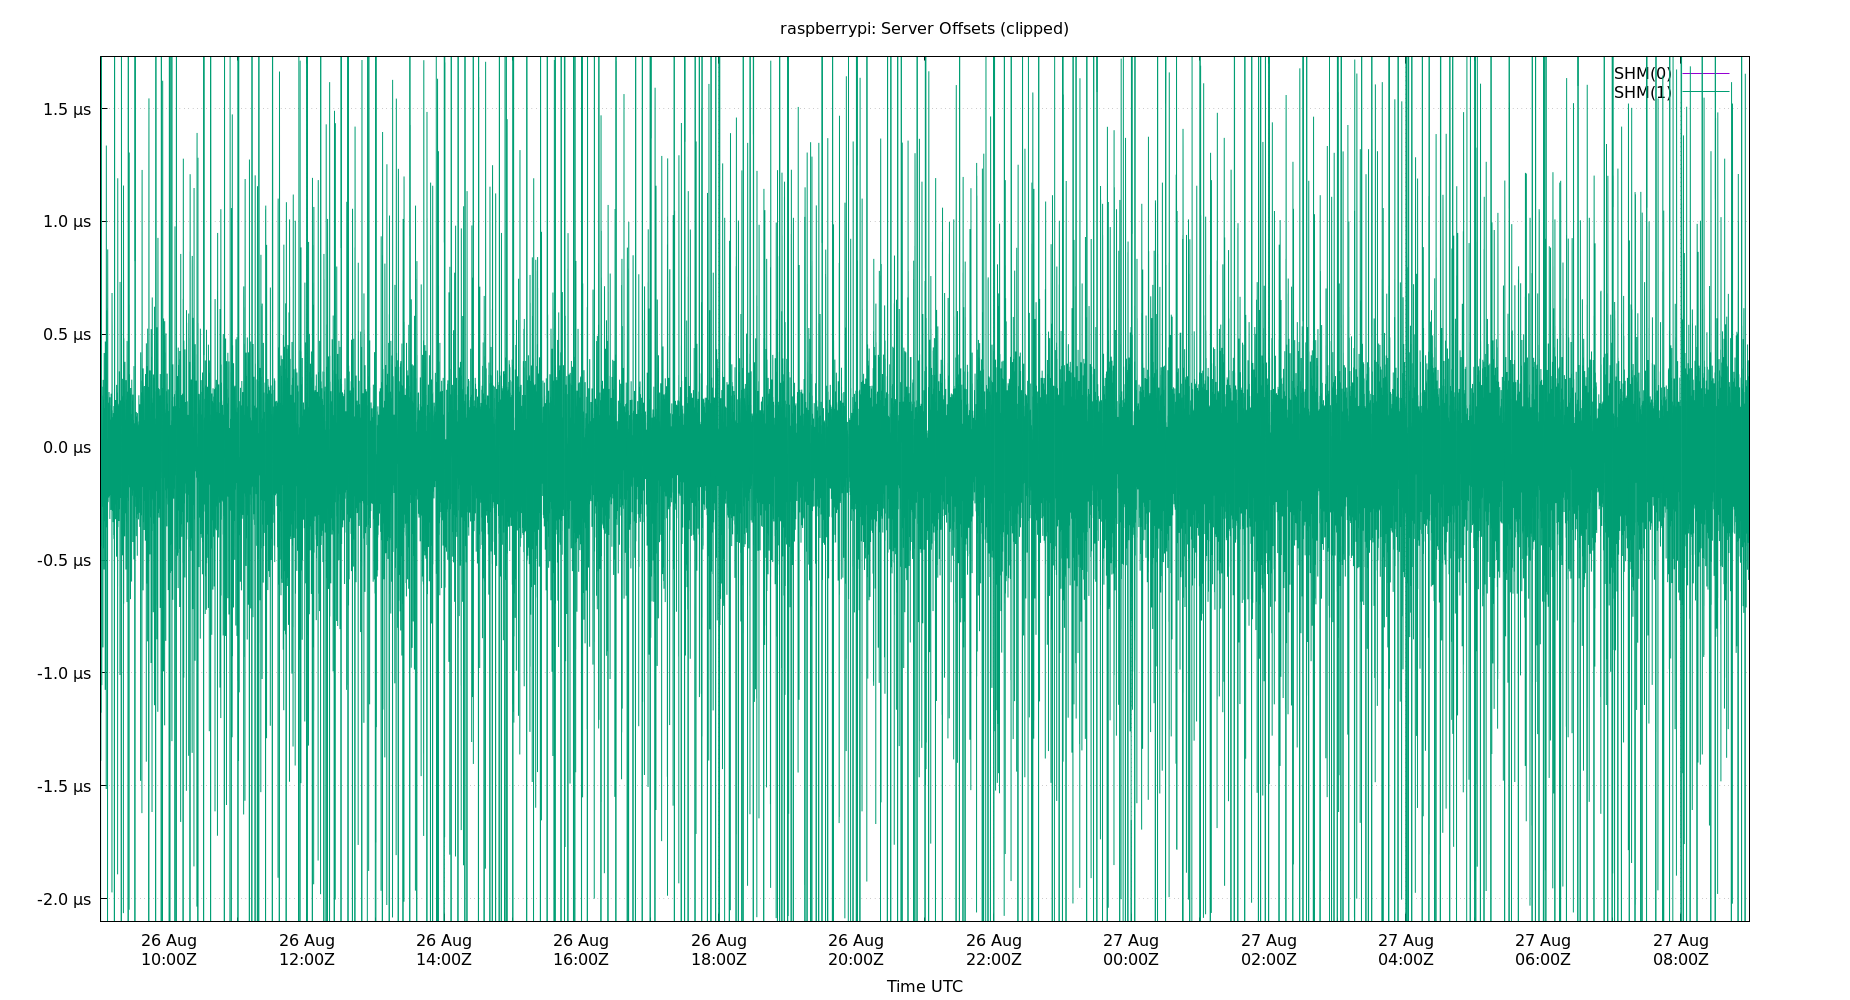 raspberrypi: Server Offsets (clipped)
SHM(0)
SHM(1)
1.5 µs
1.0 µs
0.5 µs
0.0 µs
-0.5 µs
-1.0 µs
-1.5 µs
-2.0 µs
26 Aug 26 Aug 26 Aug 26 Aug 26 Aug 26 Aug 26 Aug 27 Aug 27 Aug 27 Aug 27 Aug 27 Aug
10:00Z 12:00Z 14:00Z 16:00Z 18:00Z 20:00Z 22:00Z 00:00Z 02:00Z 04:00Z 06:00Z 08:00Z
Time UTC